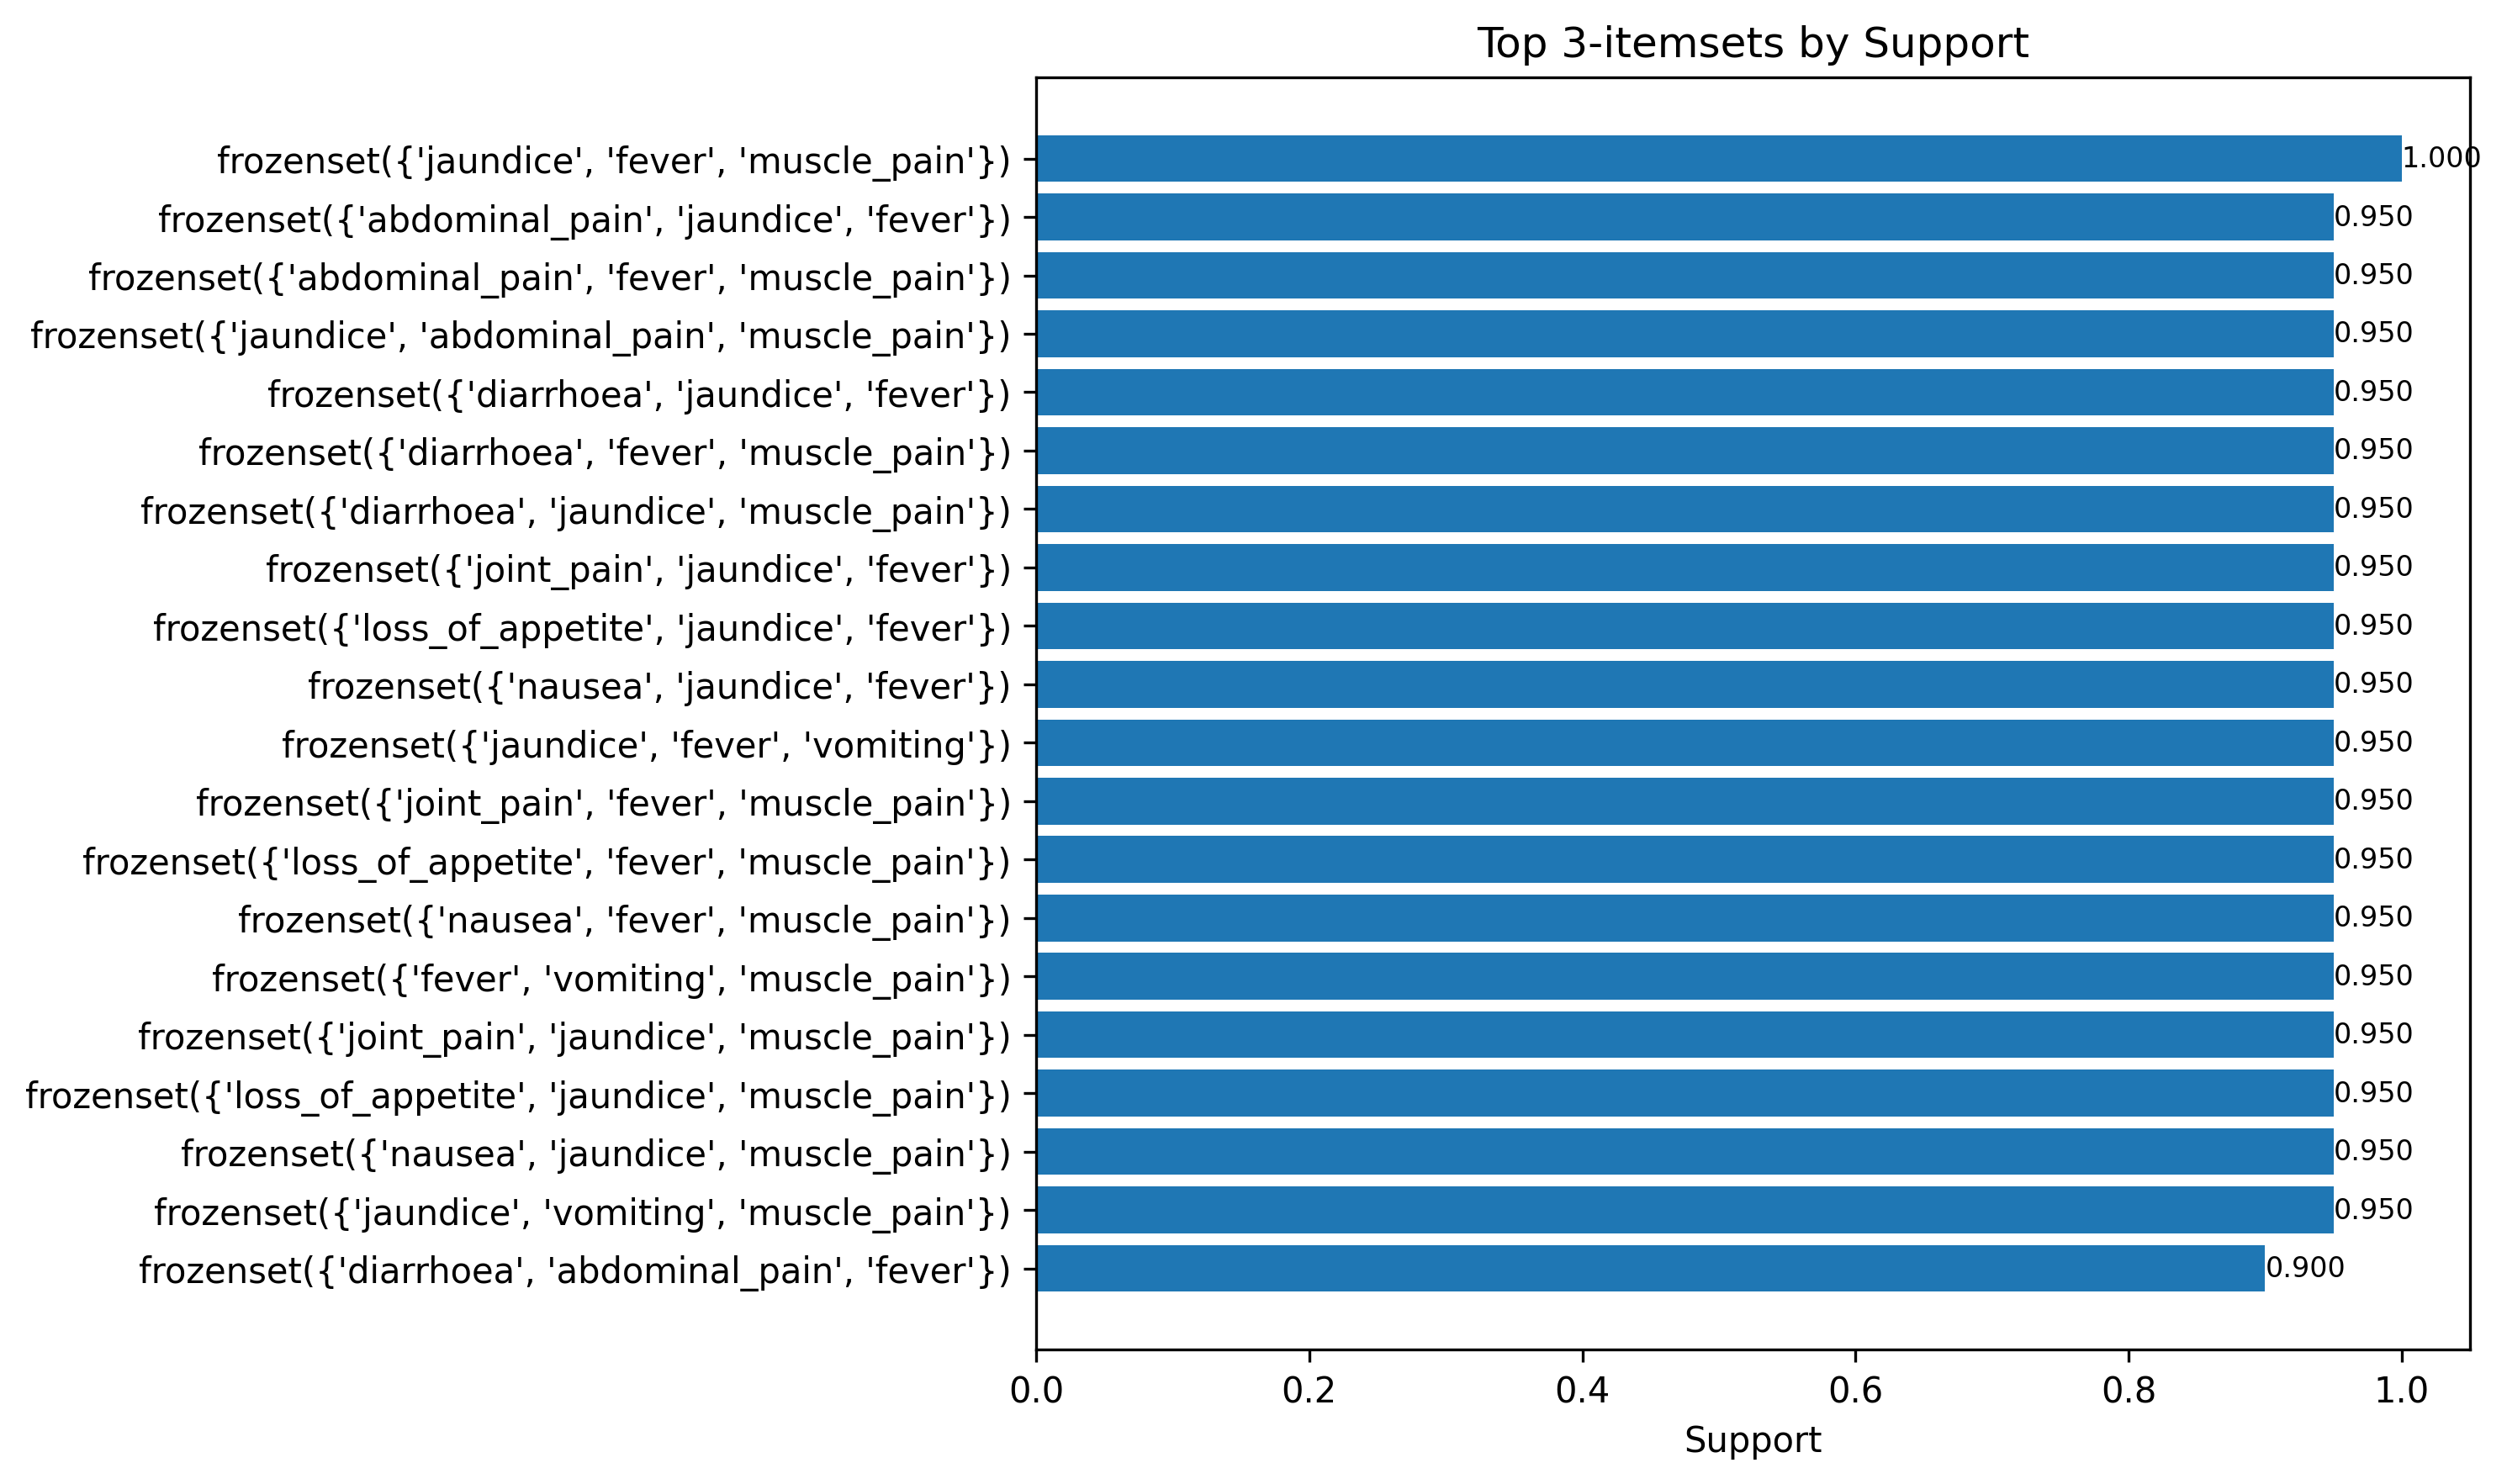 Top 3-itemsets by Support
frozenset({'jaundice', 'fever', 'muscle_pain'})
1.000
frozenset({'abdominal_pain', 'jaundice', 'fever'})
0.950
frozenset({'abdominal_pain', 'fever', 'muscle_pain'})
0.950
frozenset({'jaundice', 'abdominal_pain', 'muscle_pain'})
0.950
frozenset({'diarrhoea', 'jaundice', 'fever'})
0.950
frozenset({'diarrhoea', 'fever', 'muscle_pain'})
0.950
frozenset({'diarrhoea', 'jaundice', 'muscle_pain'})
0.950
frozenset({'joint_pain', 'jaundice', 'fever'})
0.950
frozenset({'loss_of_appetite', 'jaundice', 'fever'})
0.950
frozenset({'nausea', 'jaundice', 'fever'})
0.950
frozenset({'jaundice', 'fever', 'vomiting'})
0.950
frozenset({'joint_pain', 'fever', 'muscle_pain'})
0.950
frozenset({'loss_of_appetite', 'fever', 'muscle_pain'})
0.950
frozenset({'nausea', 'fever', 'muscle_pain'})
0.950
frozenset({'fever', 'vomiting', 'muscle_pain'})
0.950
frozenset({'joint_pain', 'jaundice', 'muscle_pain'})
0.950
frozenset({'loss_of_appetite', 'jaundice', 'muscle_pain'})
0.950
frozenset({'nausea', 'jaundice', 'muscle_pain'})
0.950
frozenset({'jaundice', 'vomiting', 'muscle_pain'})
0.950
frozenset({'diarrhoea', 'abdominal_pain', 'fever'})
0.900
0.0 0.2 0.4 0.6 0.8 1.0
Support